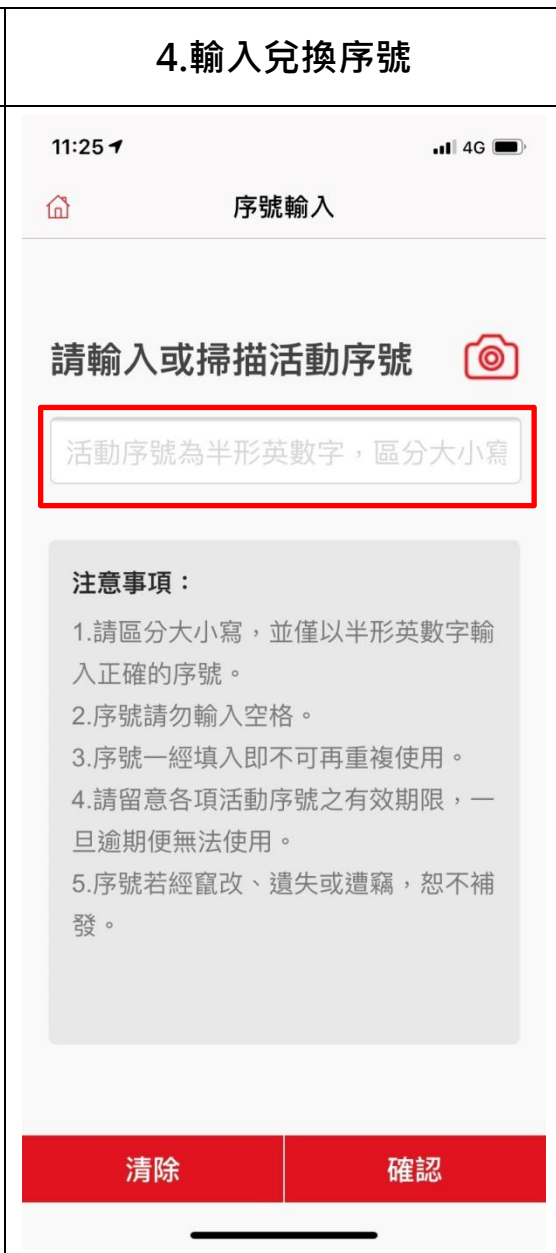 4.輸入兌換序號
11:25
4G
序號輸入
請輸入或掃描活動序號
活動序號為半形英數字，區分大小寫
注意事項：
1.請區分大小寫，並僅以半形英數字輸
入正確的序號。
2.序號請勿輸入空格。
3.序號一經填入即不可再重複使用。
4.請留意各項活動序號之有效期限，一
旦逾期便無法使用。
5.序號若經竄改、遺失或遭竊，恕不補
發。
清除
確認